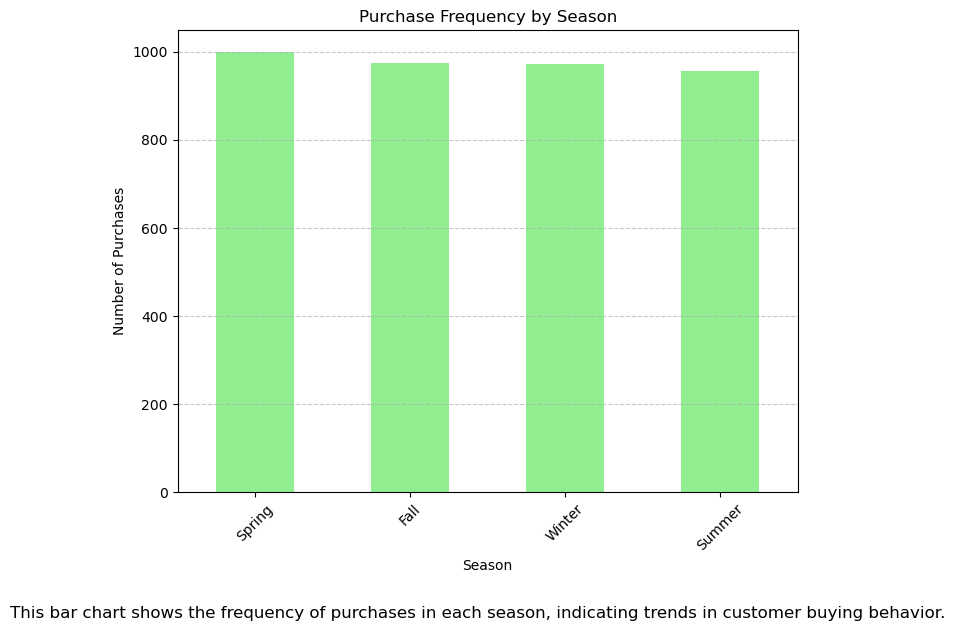 Purchase Frequency by Season
1000
800
600
400
200
0
Number of Purchases
Spring
Fall
Winter
Summer
Season
This bar chart shows the frequency of purchases in each season, indicating trends in customer buying behavior.